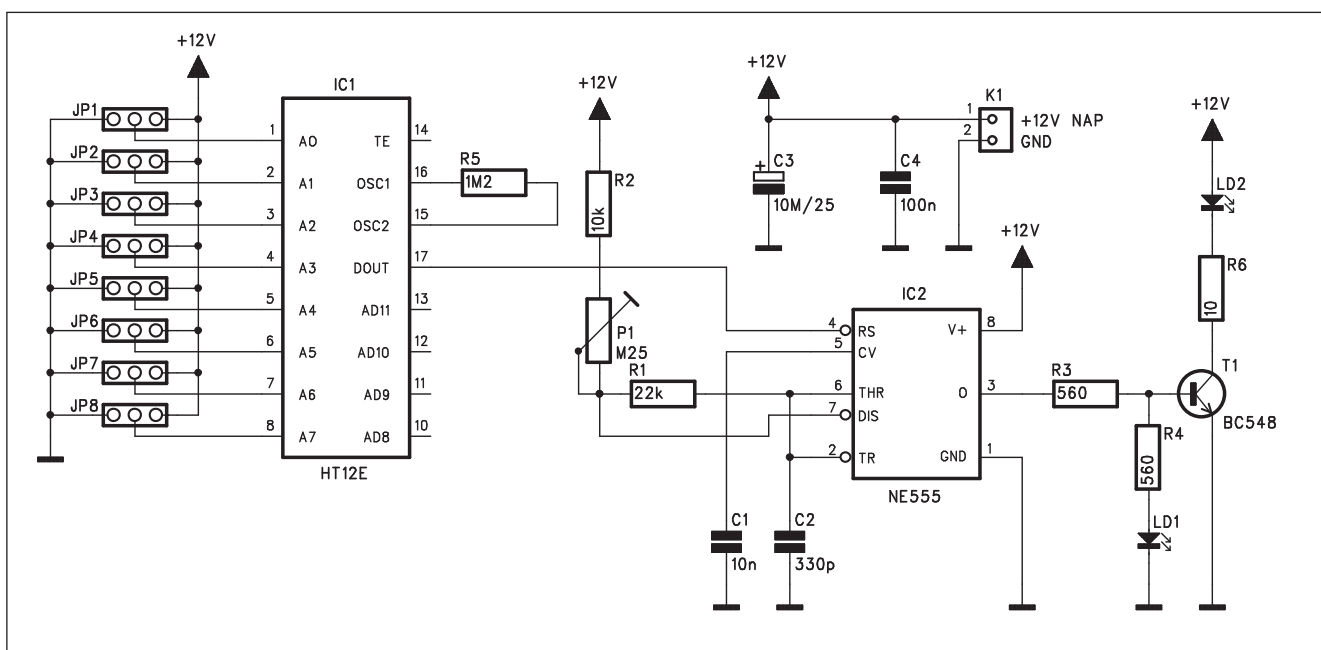 +12V
JP1
JP2
JP3
JP4
JP5
JP6
JP7
JP8
IC1
1 A0 TE 14
2 A1 OSC1 16
3 A2 OSC2 15
4 A3 DOUT 17
5 A4 AD11 13
6 A5 AD10 12
7 A6 AD9 11
8 A7 AD8 10
HT12E
R5
1M2
+12V
R2
10k
P1
M25
R1
22k
+12V
C3
+
10M/25
C4
100n
K1
1 +12V NAP
2 GND
+12V
IC2
4 RS V+ 8
5 CV
6 THR O 3
7 DIS
2 TR GND 1
NE555
C1
10n
C2
330p
R3
560
R4
560
LD1
+12V
LD2
R6
10
T1
BC548